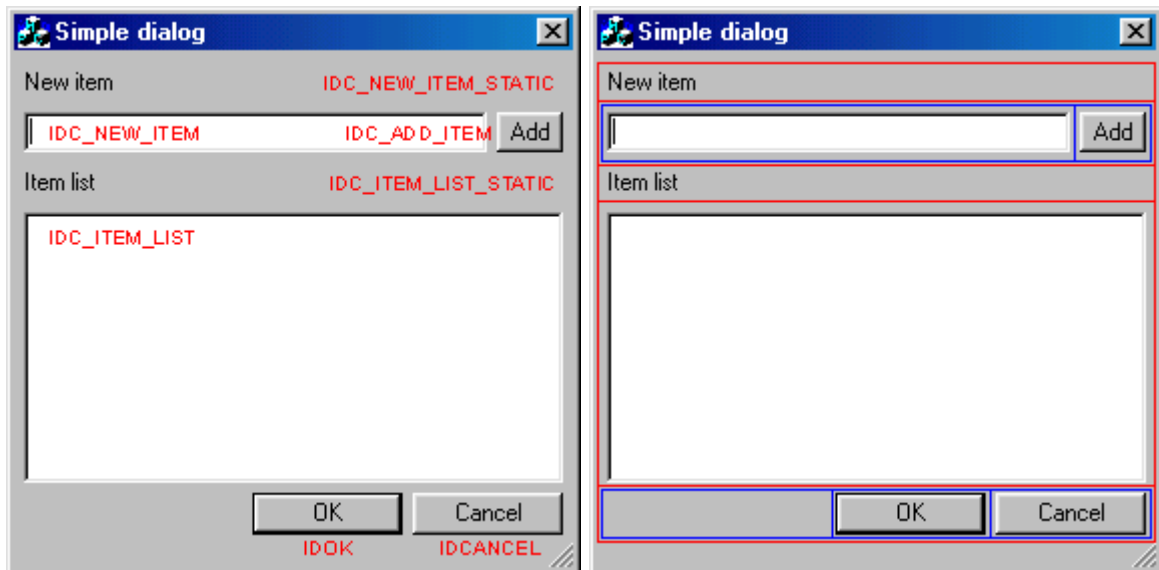 Simple dialog
New item IDC_NEW_ITEM_STATIC
IDC_NEW_ITEM IDC_ADD_ITEM Add
Item list IDC_ITEM_LIST_STATIC
IDC_ITEM_LIST
OK Cancel
IDOK IDCANCEL
Simple dialog
New item
Add
Item list
OK Cancel